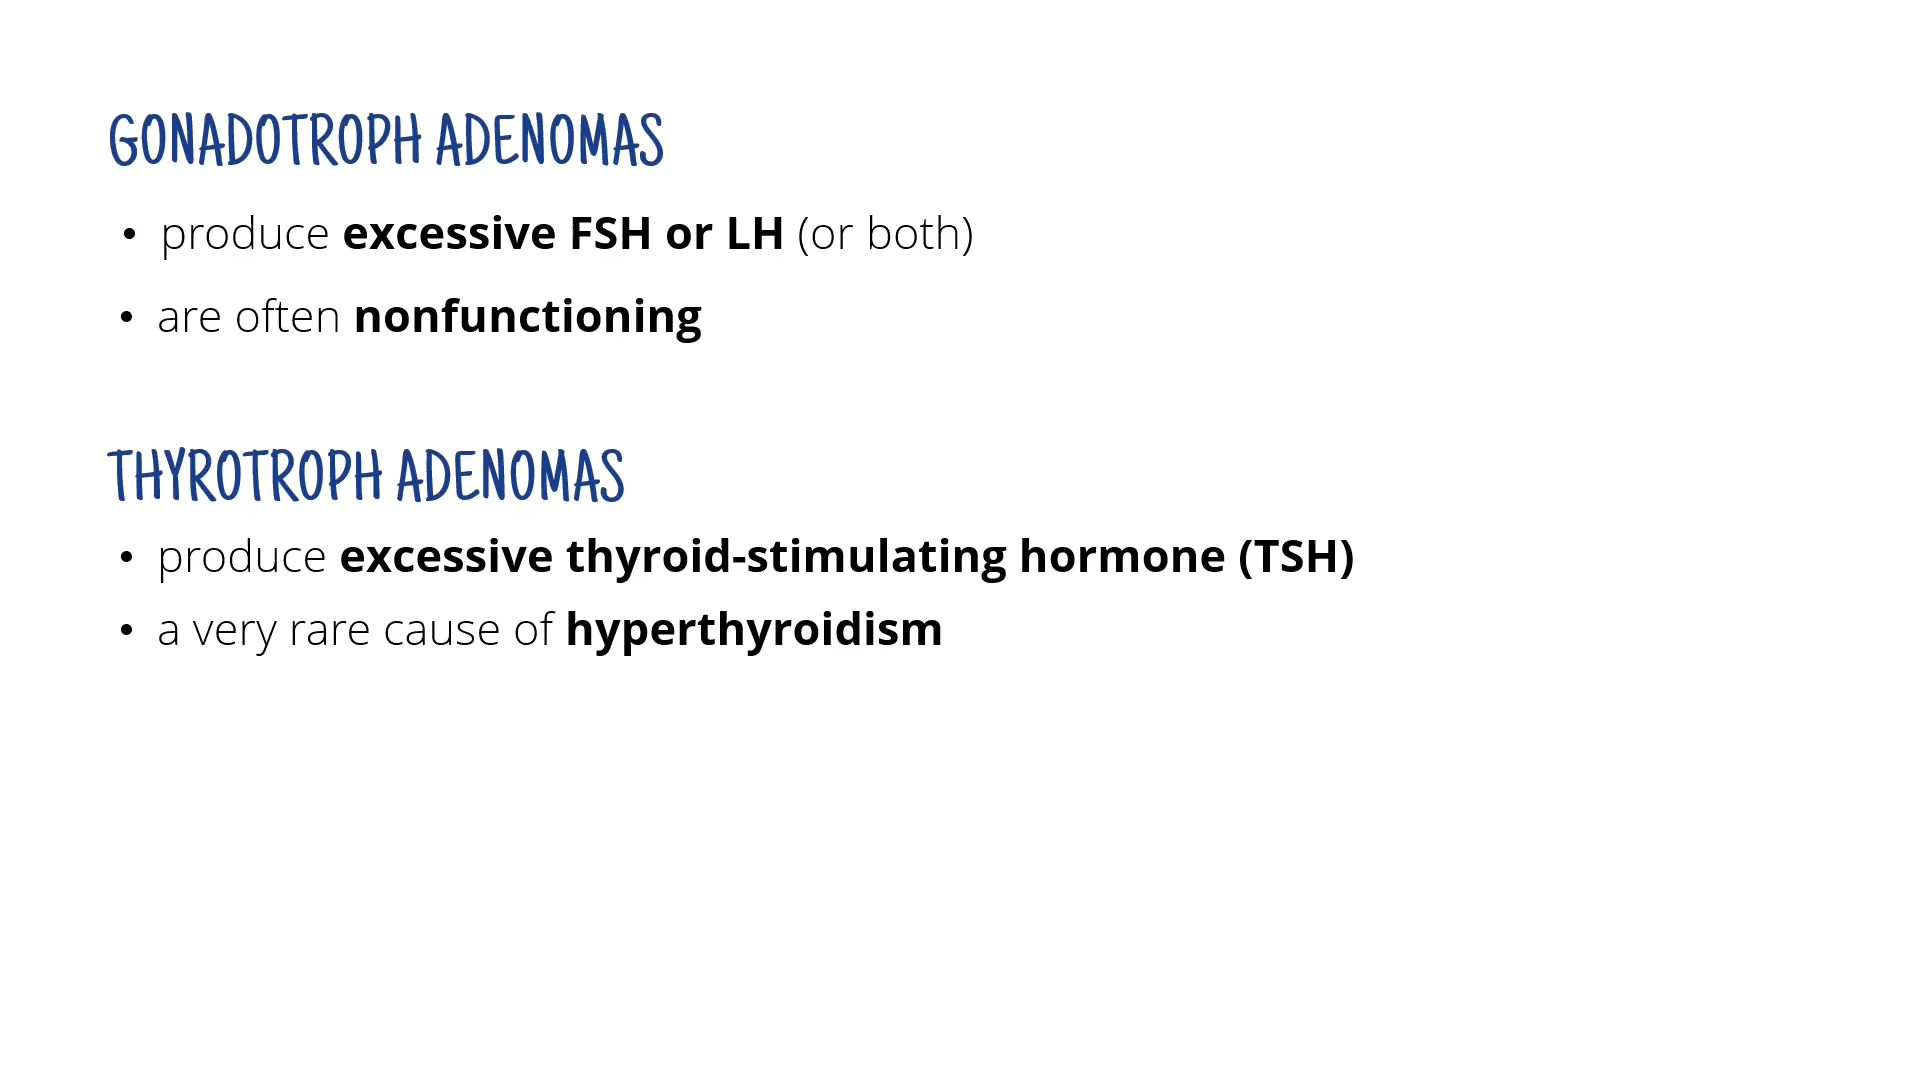 GONADOTROPH ADENOMAS
• produce excessive FSH or LH (or both)
• are often nonfunctioning
THYROTROPH ADENOMAS
• produce excessive thyroid-stimulating hormone (TSH)
• a very rare cause of hyperthyroidism